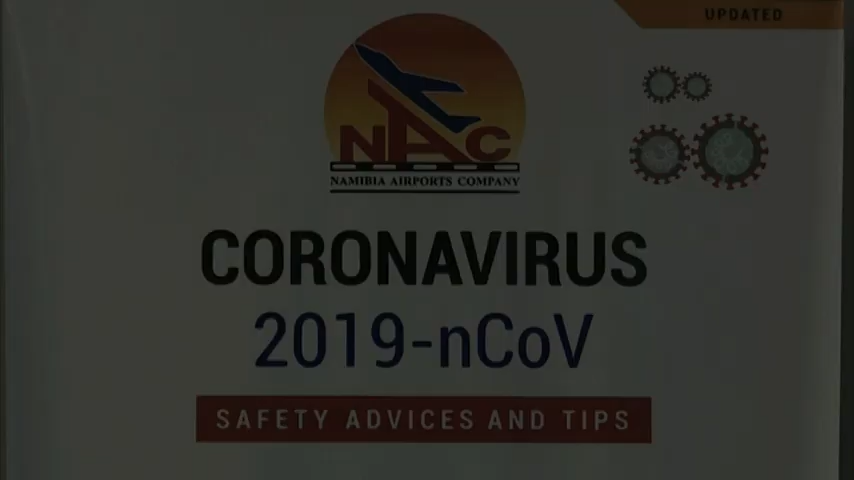 UPDATED
NAC
NAMIBIA AIRPORTS COMPANY
CORONAVIRUS
2019-nCoV
SAFETY ADVICES AND TIPS